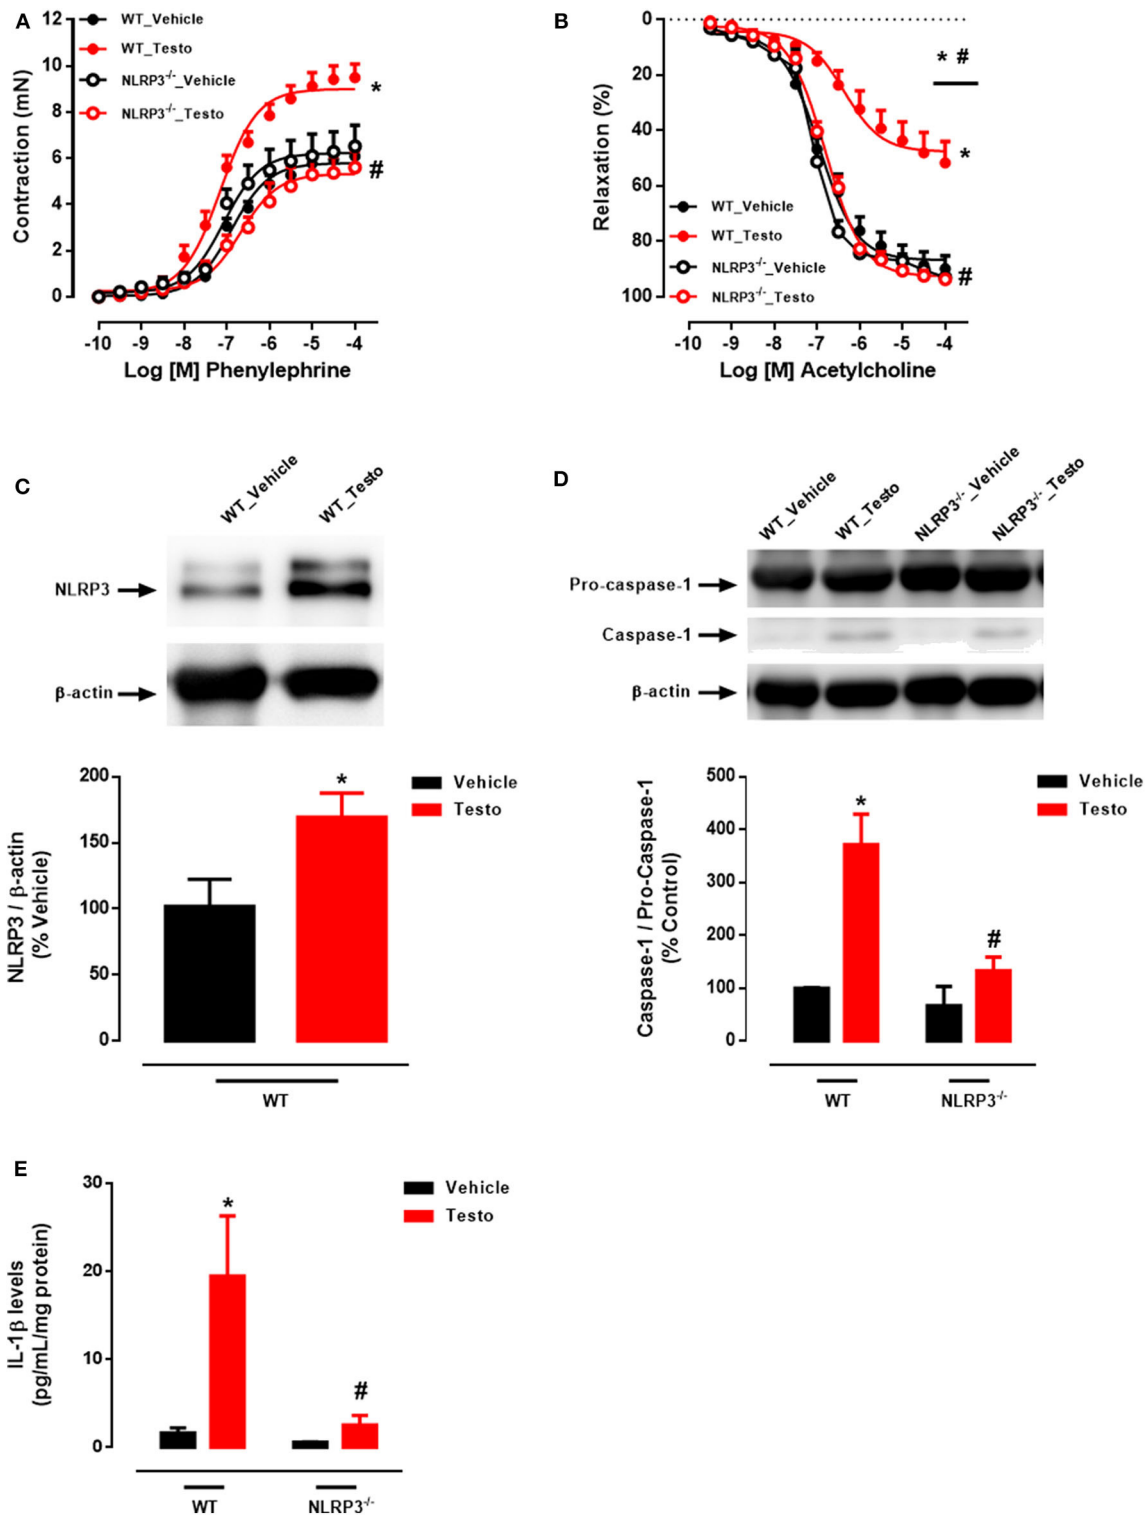 A
12
10
8
6
4
2
0
Contraction (mN)
WT_Vehicle
WT_Testo
NLRP3-/-_Vehicle
NLRP3-/-_Testo
*
#
-10 -9 -8 -7 -6 -5 -4
Log [M] Phenylephrine
B
0
20
40
60
80
100
Relaxation (%)
* #
*
WT_Vehicle
WT_Testo
NLRP3-/-_Vehicle
NLRP3-/-_Testo
#
-10 -9 -8 -7 -6 -5 -4
Log [M] Acetylcholine
C
WT_Vehicle
WT_Testo
NLRP3
β-actin
200
150
100
50
0
NLRP3 / β-actin
(% Vehicle)
*
Vehicle
Testo
WT
D
WT_Vehicle
WT_Testo
NLRP3-/-_Vehicle
NLRP3-/-_Testo
Pro-caspase-1
Caspase-1
β-actin
500
400
300
200
100
0
Caspase-1 / Pro-Caspase-1
(% Control)
*
#
Vehicle
Testo
WT
NLRP3-/-
E
30
20
10
0
IL-1β levels
(pg/mL/mg protein)
*
#
Vehicle
Testo
WT
NLRP3-/-